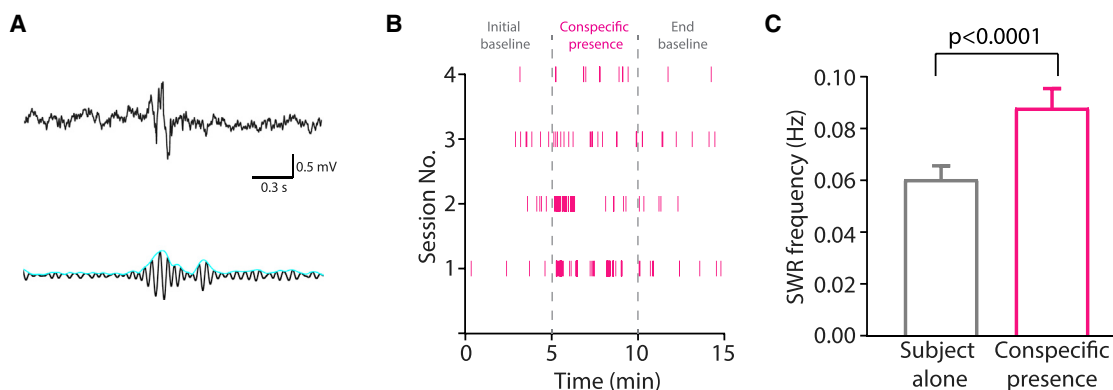 A
0.5 mV
0.3 s
B
Initial
baseline
Conspecific
presence
End
baseline
Session No.
4
3
2
1
0
5
10
15
Time (min)
C
p<0.0001
SWR frequency (Hz)
0.10
0.08
0.06
0.04
0.02
0.00
Subject
alone
Conspecific
presence